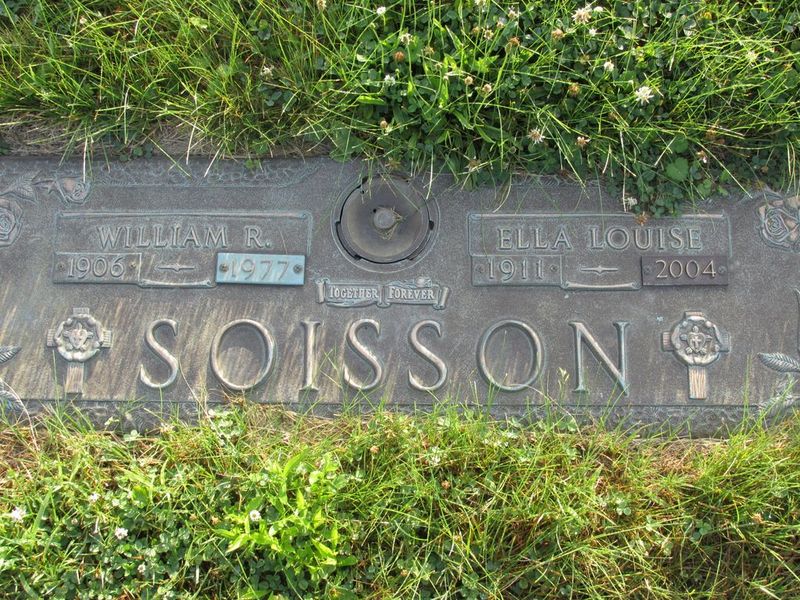 WILLIAM R.
1906 1977
ELLA LOUISE
1911 2004
TOGETHER FOREVER
SOISSON